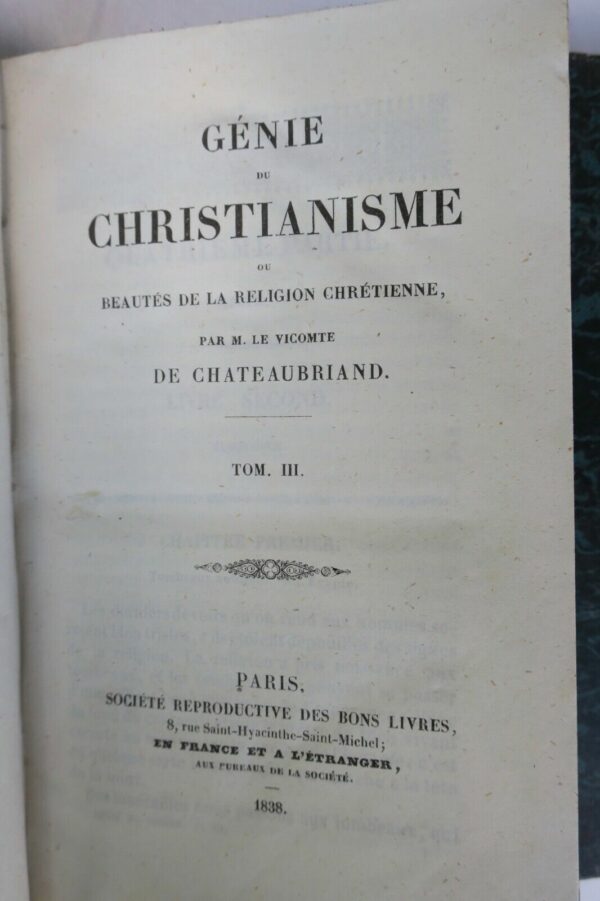 GÉNIE
DU
CHRISTIANISME
OU
BEAUTÉS DE LA RELIGION CHRÉTIENNE,
PAR M. LE VICOMTE
DE CHATEAUBRIAND.
TOM. III.
PARIS,
SOCIÉTÉ REPRODUCTIVE DES BONS LIVRES,
8, rue Saint-Hyacinthe-Saint-Michel;
EN FRANCE ET A L'ÉTRANGER,
AUX BUREAUX DE LA SOCIÉTÉ.
1838.